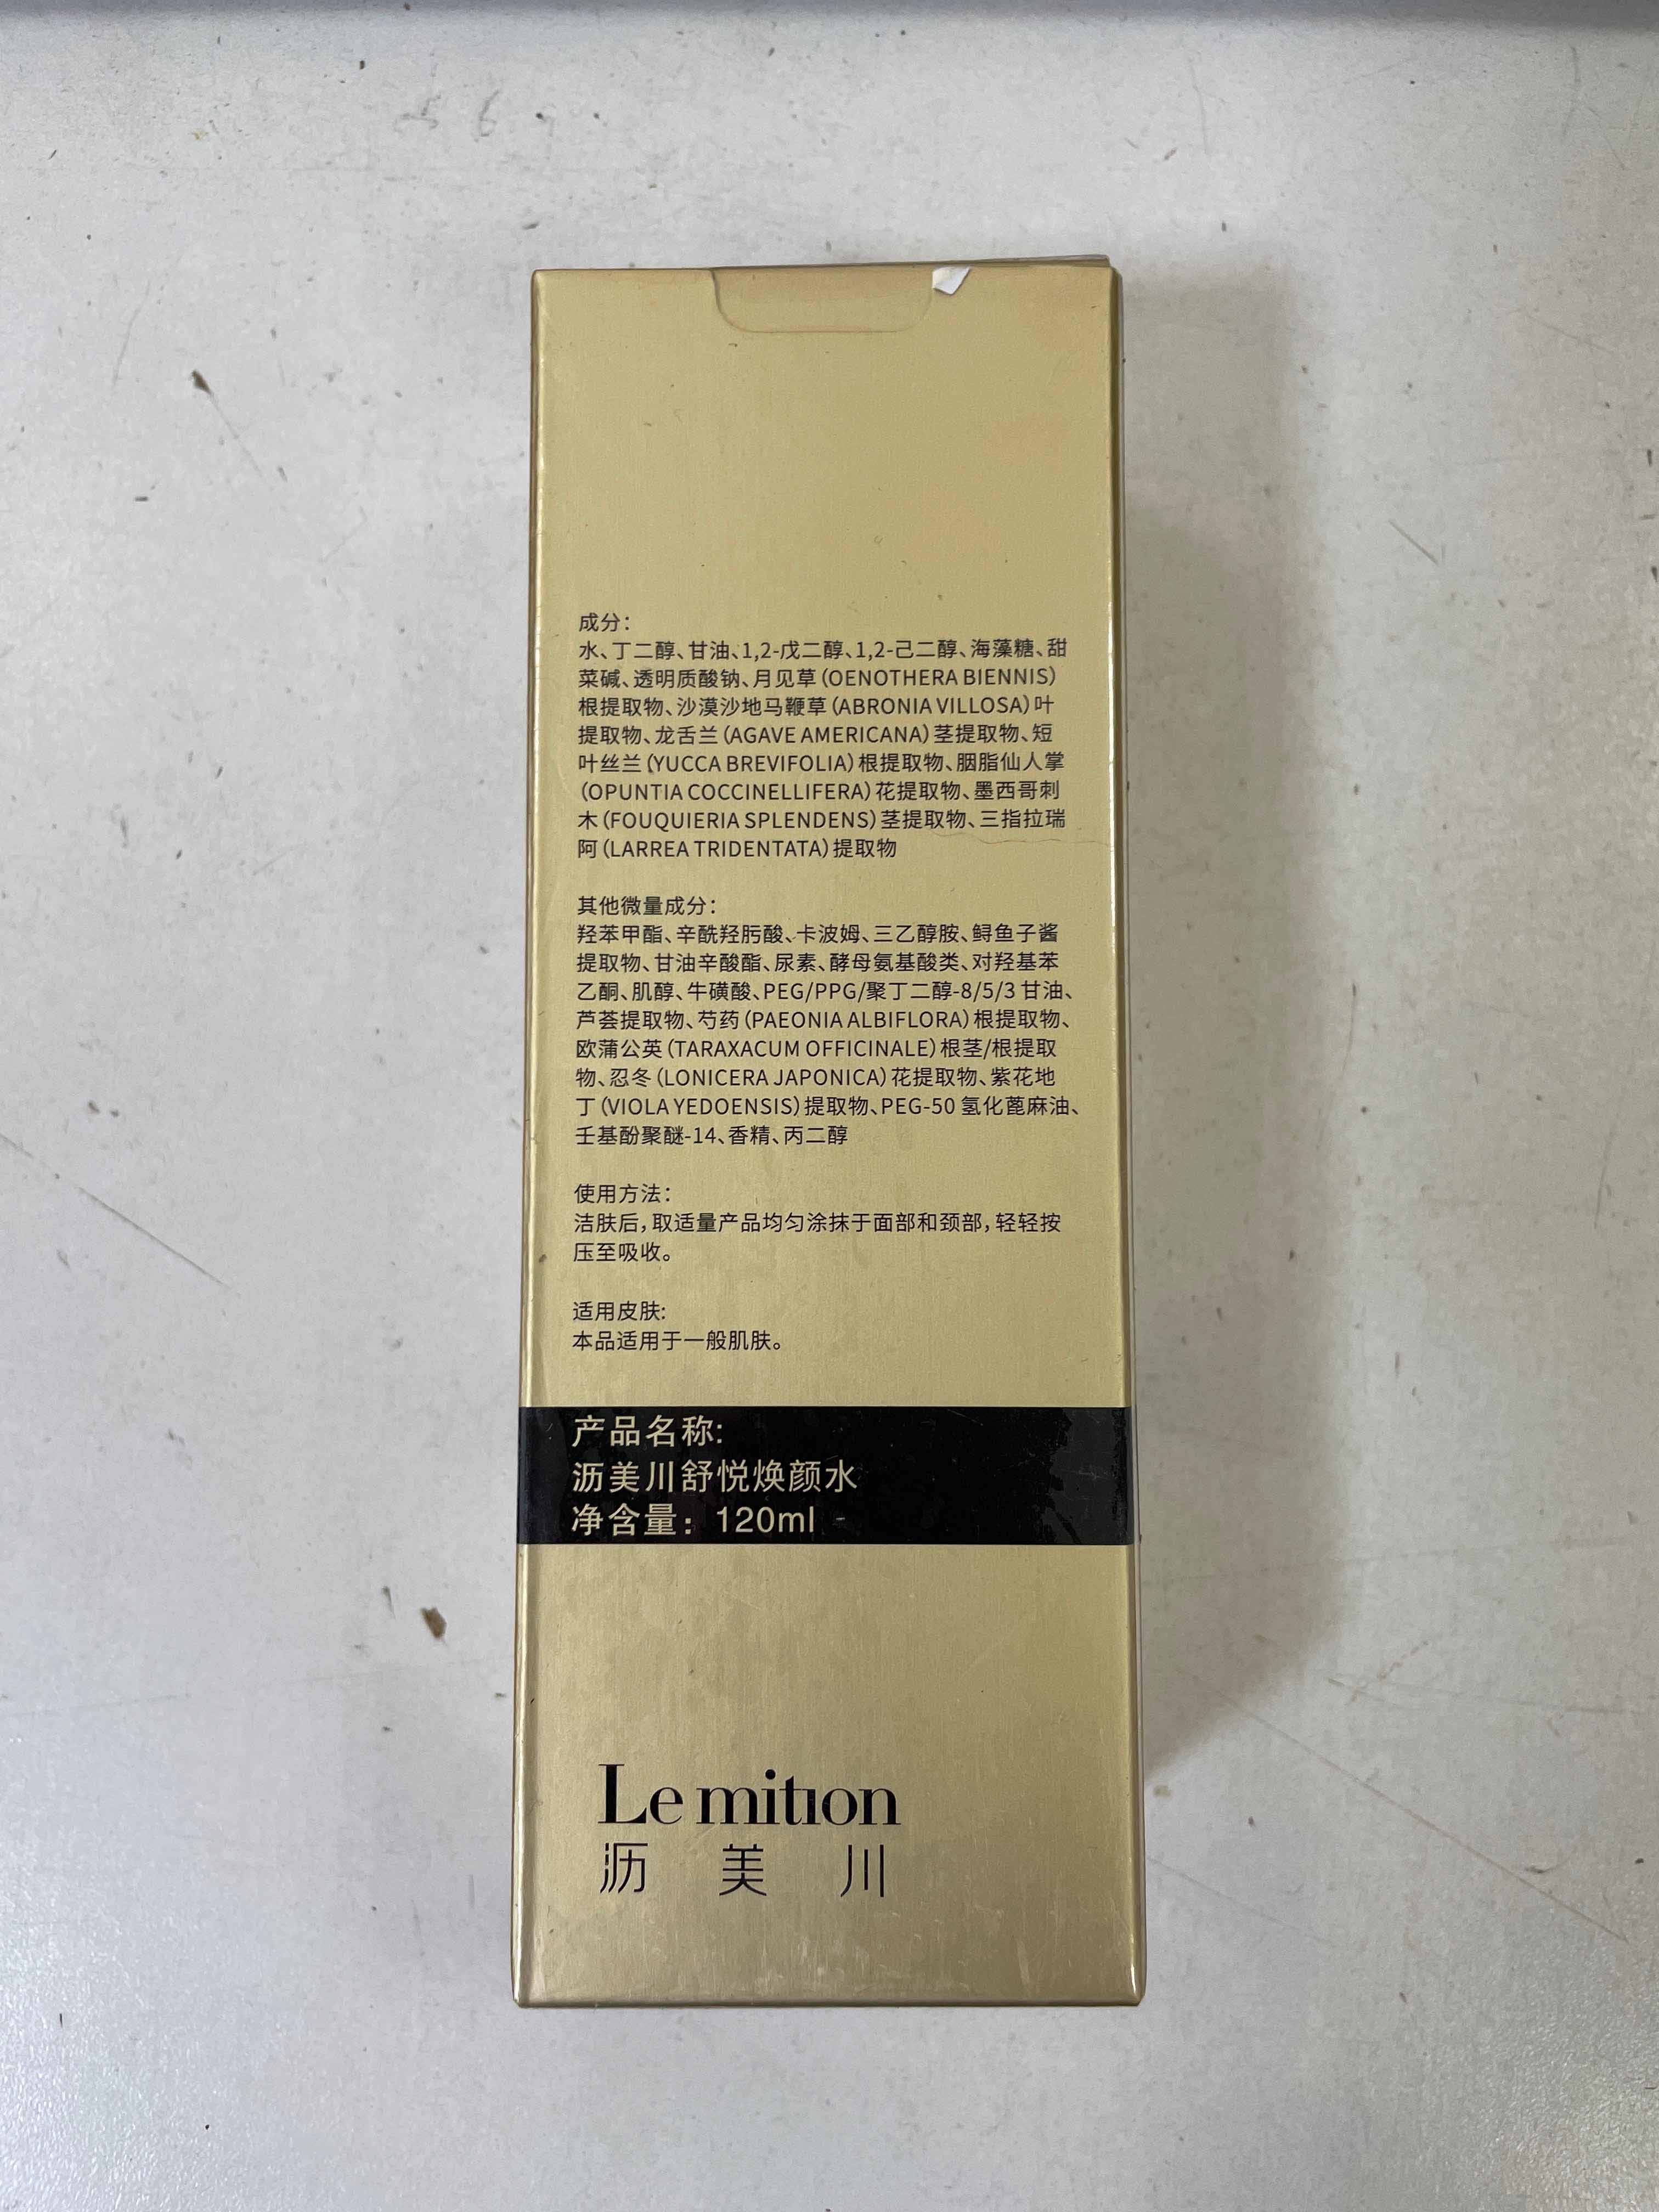 成分：
水、丁二醇、甘油、1,2-戊二醇、1,2-己二醇、海藻糖、甜
菜碱、透明质酸钠、月见草（OENOTHERA BIENNIS）
根提取物、沙漠沙地马鞭草（ABRONIA VILLOSA）叶
提取物、龙舌兰（AGAVE AMERICANA）茎提取物、短
叶丝兰（YUCCA BREVIFOLIA）根提取物、胭脂仙人掌
（OPUNTIA COCCINELLIFERA）花提取物、墨西哥刺
木（FOUQUIERIA SPLENDENS）茎提取物、三指拉瑞
阿（LARREA TRIDENTATA）提取物
其他微量成分：
羟苯甲酯、辛酰羟肟酸、卡波姆、三乙醇胺、鲟鱼子酱
提取物、甘油辛酸酯、尿素、酵母氨基酸类、对羟基苯
乙酮、肌醇、牛磺酸、PEG/PPG/聚丁二醇-8/5/3 甘油、
芦荟提取物、芍药（PAEONIA ALBIFLORA）根提取物、
欧蒲公英（TARAXACUM OFFICINALE）根茎/根提取
物、忍冬（LONICERA JAPONICA）花提取物、紫花地
丁（VIOLA YEDOENSIS）提取物、PEG-50 氢化蓖麻油、
壬基酚聚醚-14、香精、丙二醇
使用方法：
洁肤后，取适量产品均匀涂抹于面部和颈部，轻轻按
压至吸收。
适用皮肤:
本品适用于一般肌肤。
产品名称:
沥美川舒悦焕颜水
净含量：120ml
Le mition
沥美川